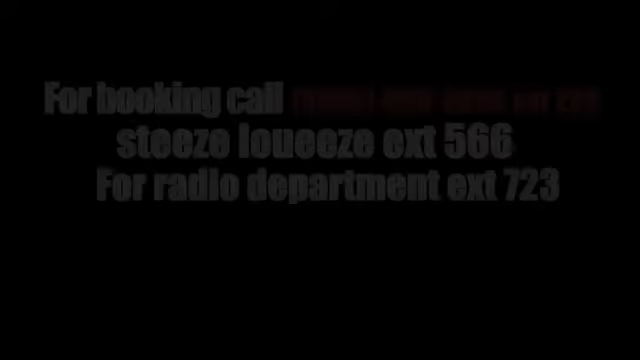 For booking call
steeze loueeze ext 566
For radio department ext 723